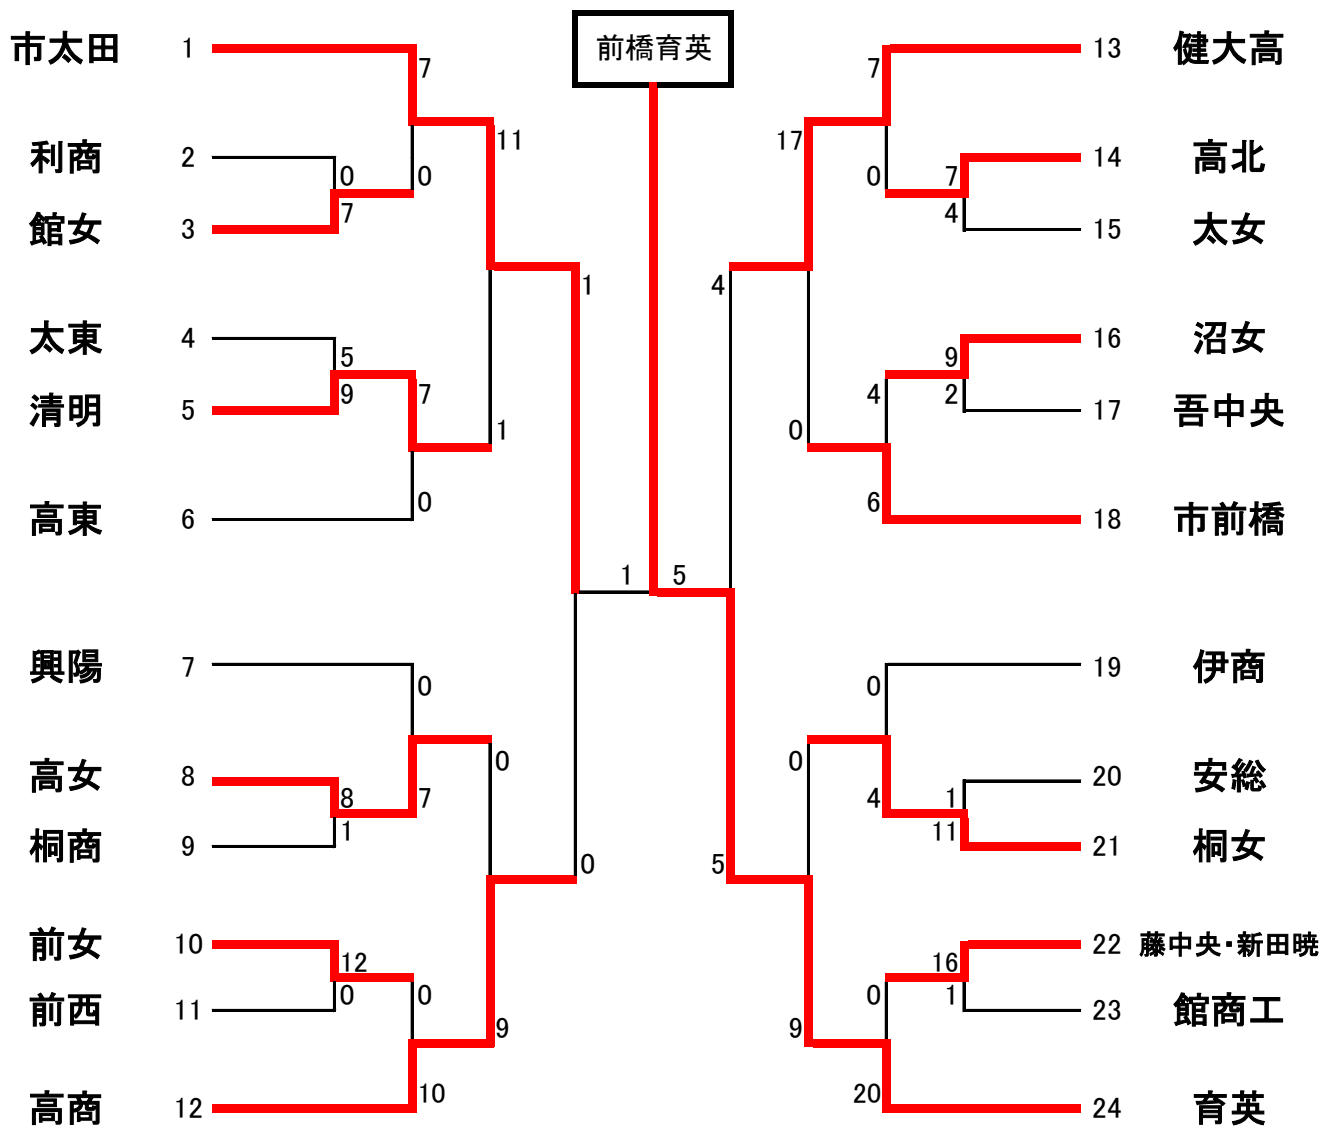 前橋育英
市太田 1 7 7 13 健大高
11 17
利商 2 0 0 0 7 14 高北
館女 3 7 4 15 太女
1 4
太東 4 5 9 16 沼女
清明 5 9 7 4 2 17 吾中央
1 0
高東 6 0 6 18 市前橋
1 5
興陽 7 0 0 19 伊商
0 0
高女 8 8 7 4 1 20 安総
桐商 9 1 11 21 桐女
0 5
前女 10 12 16 22 藤中央・新田暁
前西 11 0 0 0 1 23 館商工
9 9
高商 12 10 20 24 育英